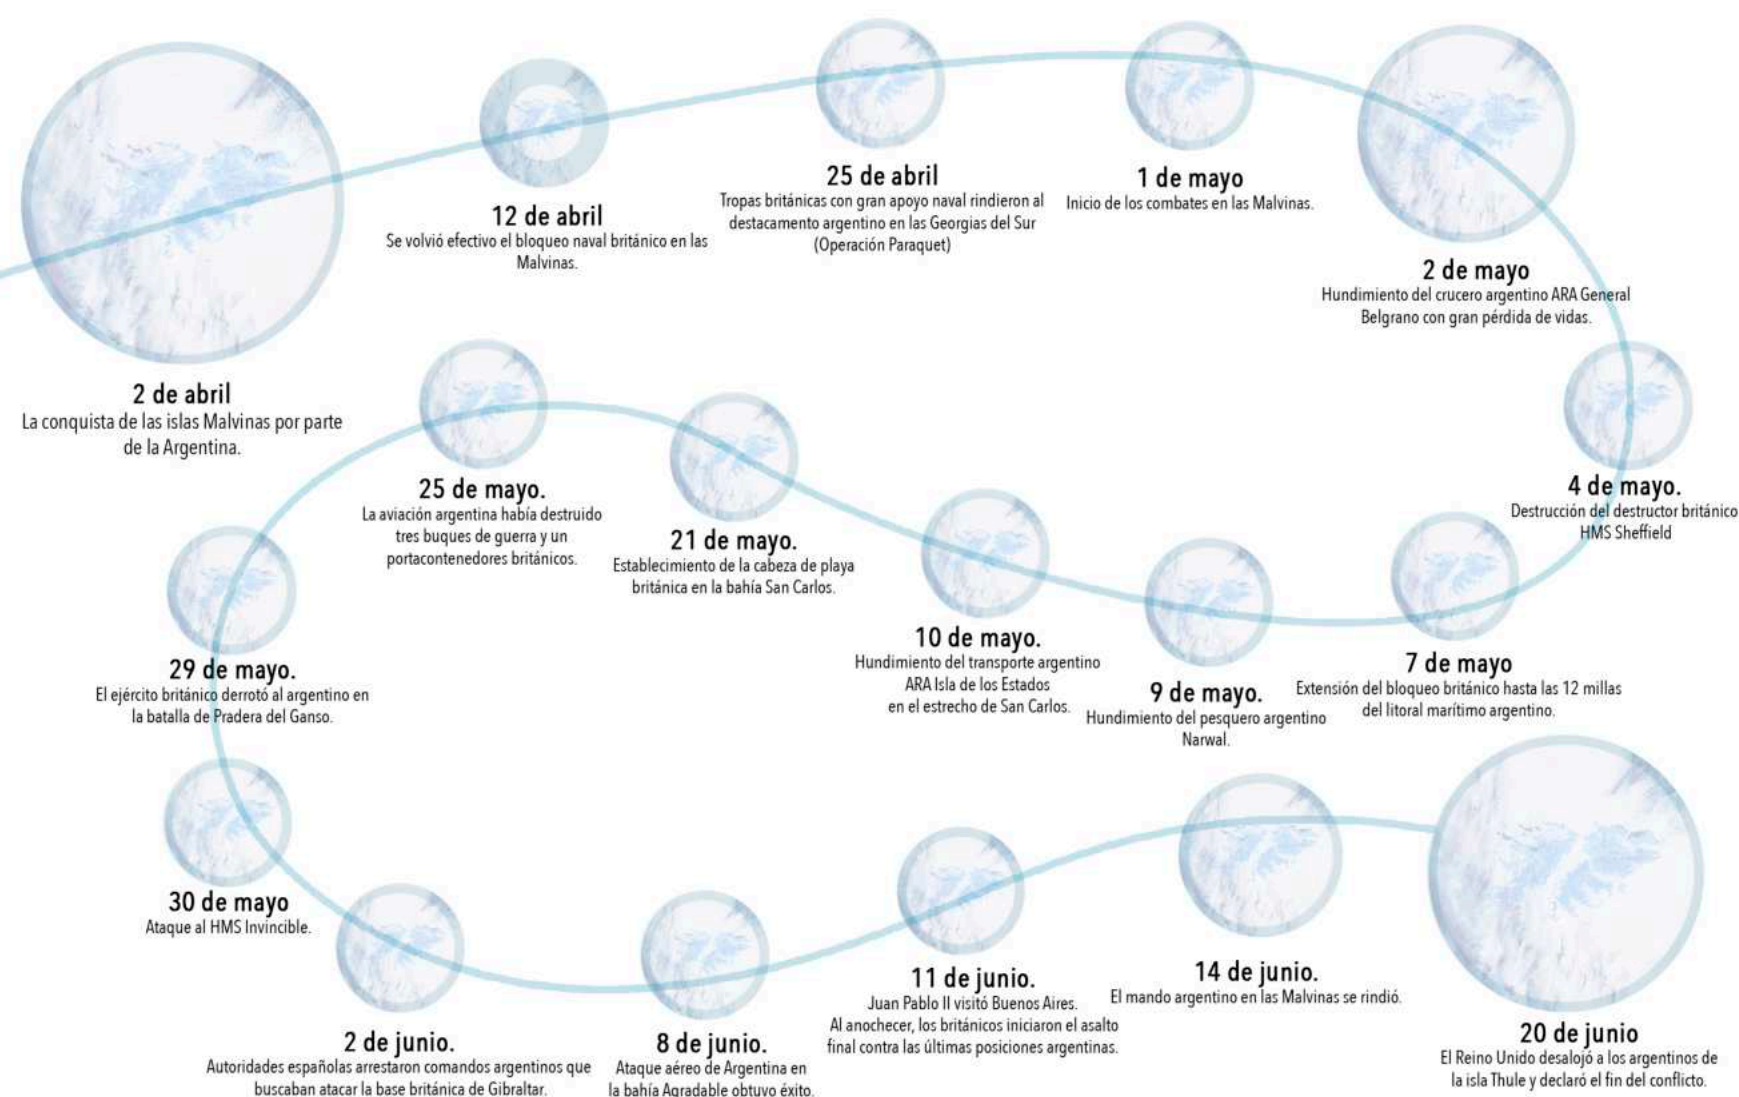 2 de abril
La conquista de las islas Malvinas por parte
de la Argentina.
12 de abril
Se volvió efectivo el bloqueo naval británico en las
Malvinas.
25 de abril
Tropas británicas con gran apoyo naval rindieron al
destacamento argentino en las Georgias del Sur
(Operación Paraquet)
1 de mayo
Inicio de los combates en las Malvinas.
2 de mayo
Hundimiento del crucero argentino ARA General
Belgrano con gran pérdida de vidas.
4 de mayo.
Destrucción del destructor británico
HMS Sheffield
7 de mayo
Extensión del bloqueo británico hasta las 12 millas
del litoral marítimo argentino.
9 de mayo.
Hundimiento del pesquero argentino
Narwal.
10 de mayo.
Hundimiento del transporte argentino
ARA Isla de los Estados
en el estrecho de San Carlos.
21 de mayo.
Establecimiento de la cabeza de playa
británica en la bahía San Carlos.
25 de mayo.
La aviación argentina había destruido
tres buques de guerra y un
portacontenedores británicos.
29 de mayo.
El ejército británico derrotó al argentino en
la batalla de Pradera del Ganso.
30 de mayo
Ataque al HMS Invincible.
2 de junio.
Autoridades españolas arrestaron comandos argentinos que
buscaban atacar la base británica de Gibraltar.
8 de junio.
Ataque aéreo de Argentina en
la bahía Agradable obtuvo éxito.
11 de junio.
Juan Pablo II visitó Buenos Aires.
Al anochecer, los británicos iniciaron el asalto
final contra las últimas posiciones argentinas.
14 de junio.
El mando argentino en las Malvinas se rindió.
20 de junio
El Reino Unido desalojó a los argentinos de
la isla Thule y declaró el fin del conflicto.